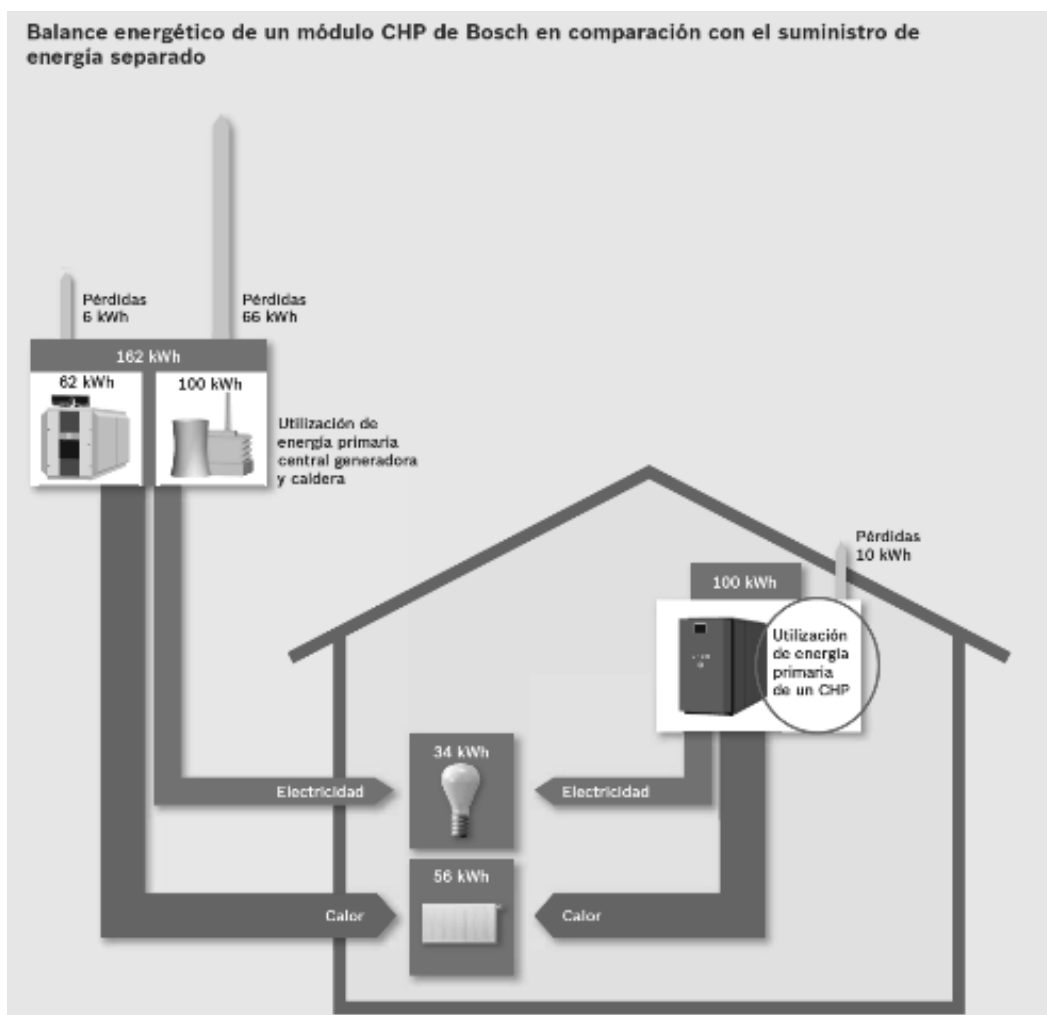 Balance energético de un módulo CHP de Bosch en comparación con el suministro de
energía separado
Pérdidas
6 kWh
Pérdidas
66 kWh
162 kWh
62 kWh
100 kWh
Utilización de
energía primaria
central generadora
y caldera
Pérdidas
10 kWh
100 kWh
Utilización
de energía
primaria
de un CHP
34 kWh
Electricidad
Electricidad
56 kWh
Calor
Calor